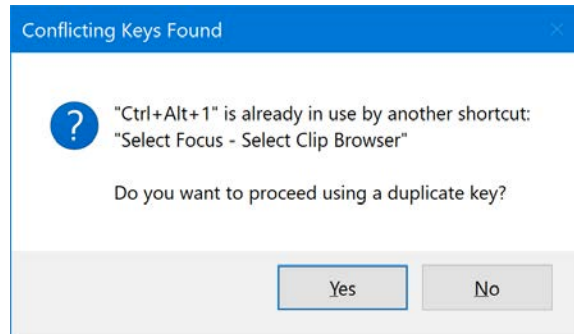 Conflicting Keys Found
"Ctrl+Alt+1" is already in use by another shortcut:
"Select Focus - Select Clip Browser"
Do you want to proceed using a duplicate key?
Yes
No